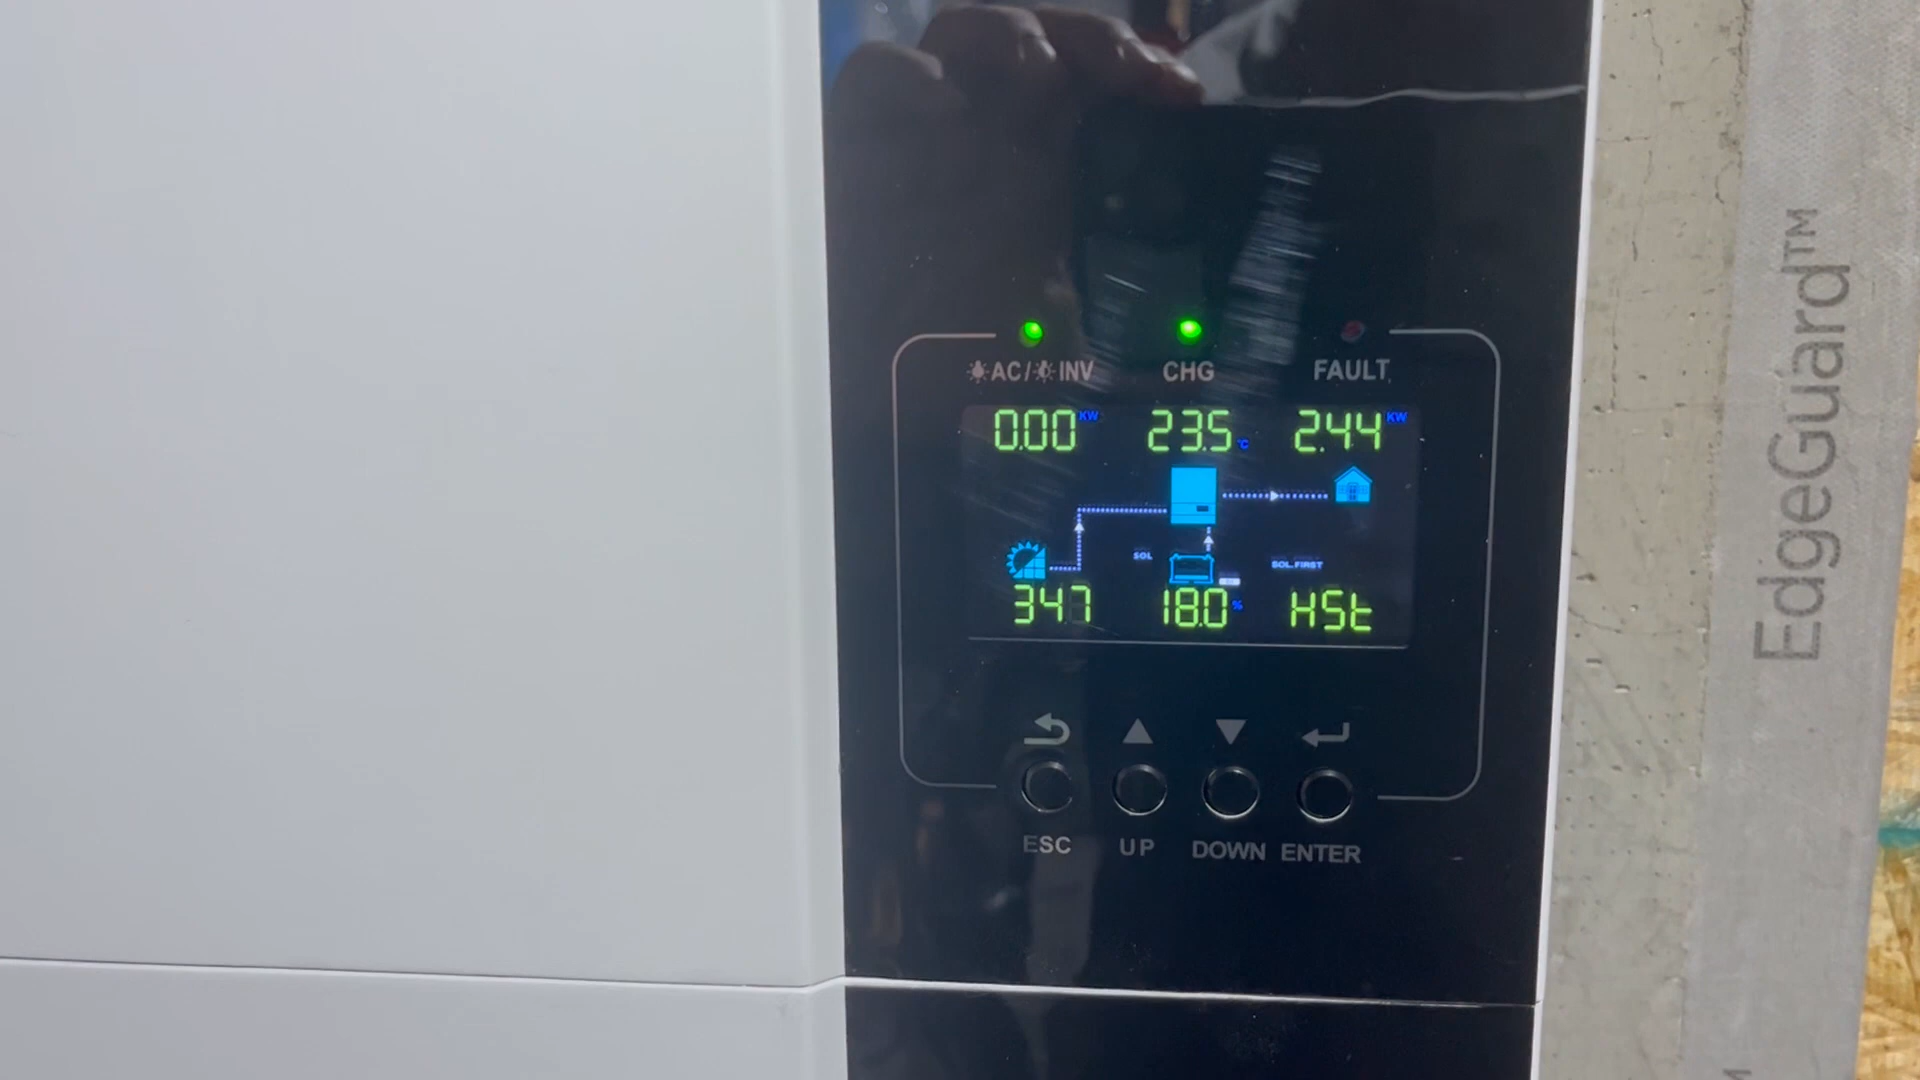 AC/ INV CHG FAULT
0.00 KW 23.5 °C 2.44 KW
SOL SOL.FIRST
347 18.0 % HSt
ESC UP DOWN ENTER
EdgeGuard™